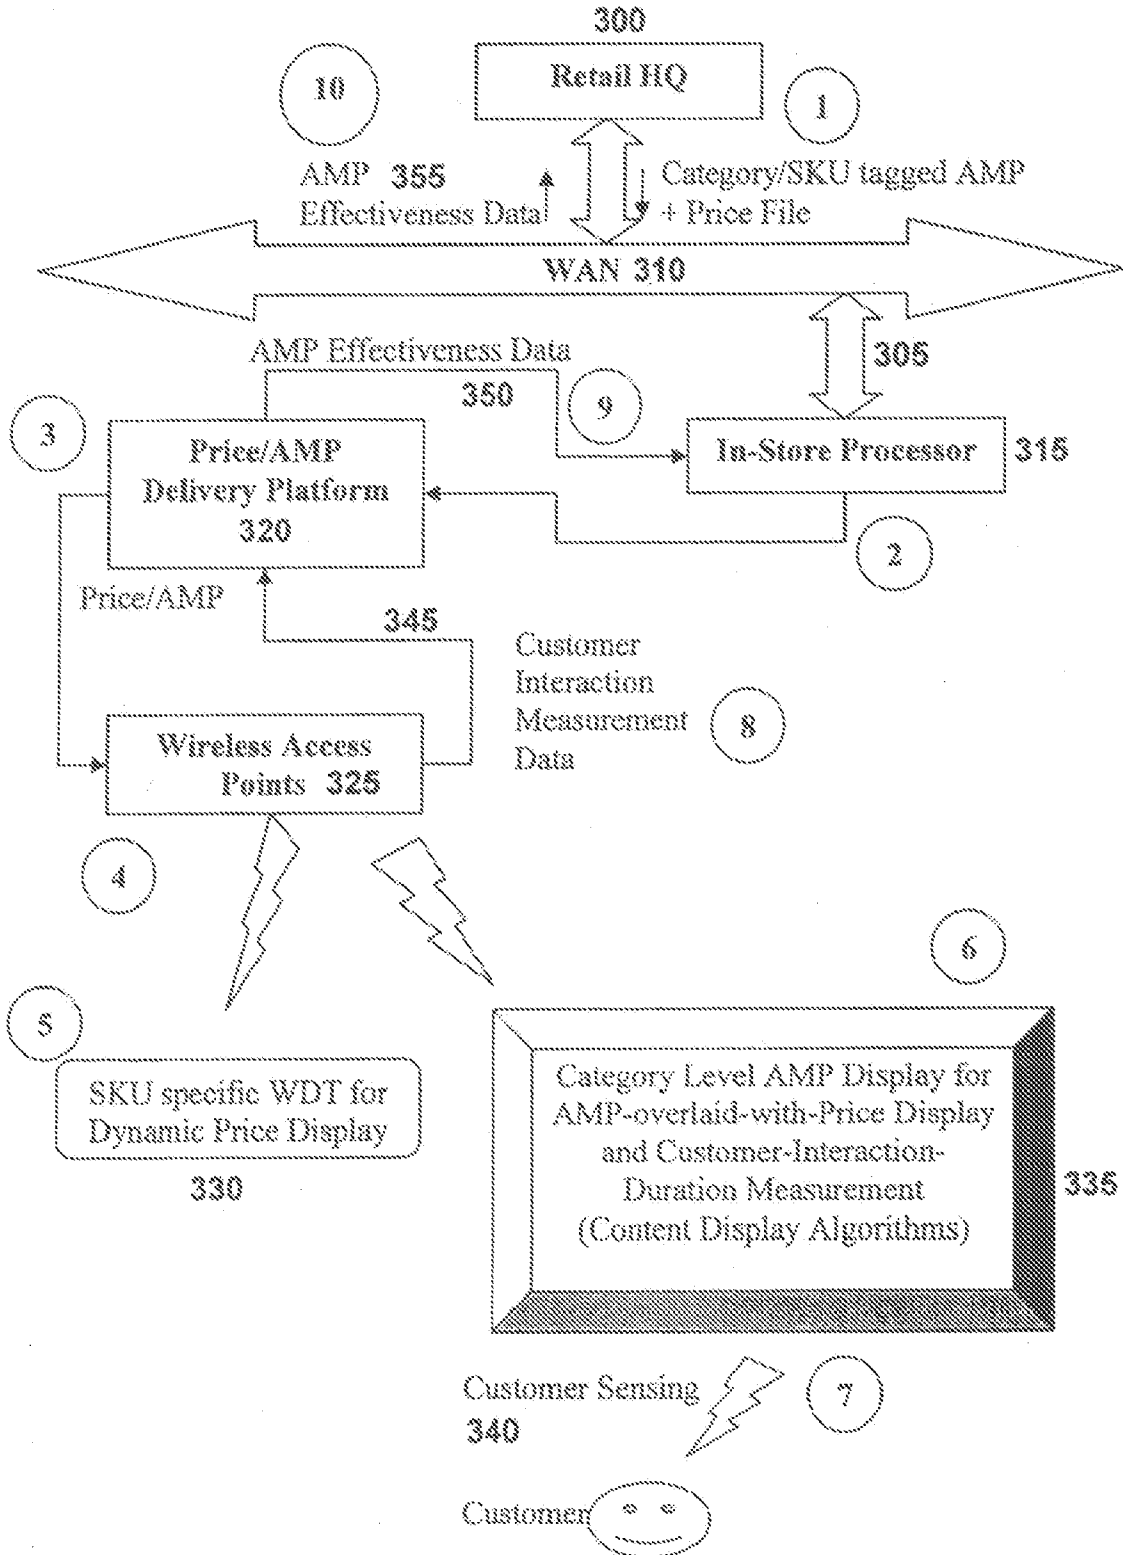 300
Retail HQ
10
1
AMP 355
Effectiveness Data
Category/SKU tagged AMP
+ Price File
WAN 310
AMP Effectiveness Data
350
305
9
3
Price/AMP
Delivery Platform
320
In-Store Processor
315
2
Price/AMP
345
Customer
Interaction
Measurement
Data
8
Wireless Access
Points 325
4
6
5
SKU specific WDT for
Dynamic Price Display
330
Category Level AMP Display for
AMP-overlaid-with-Price Display
and Customer-Interaction-
Duration Measurement
(Content Display Algorithms)
335
Customer Sensing
340
7
Customer